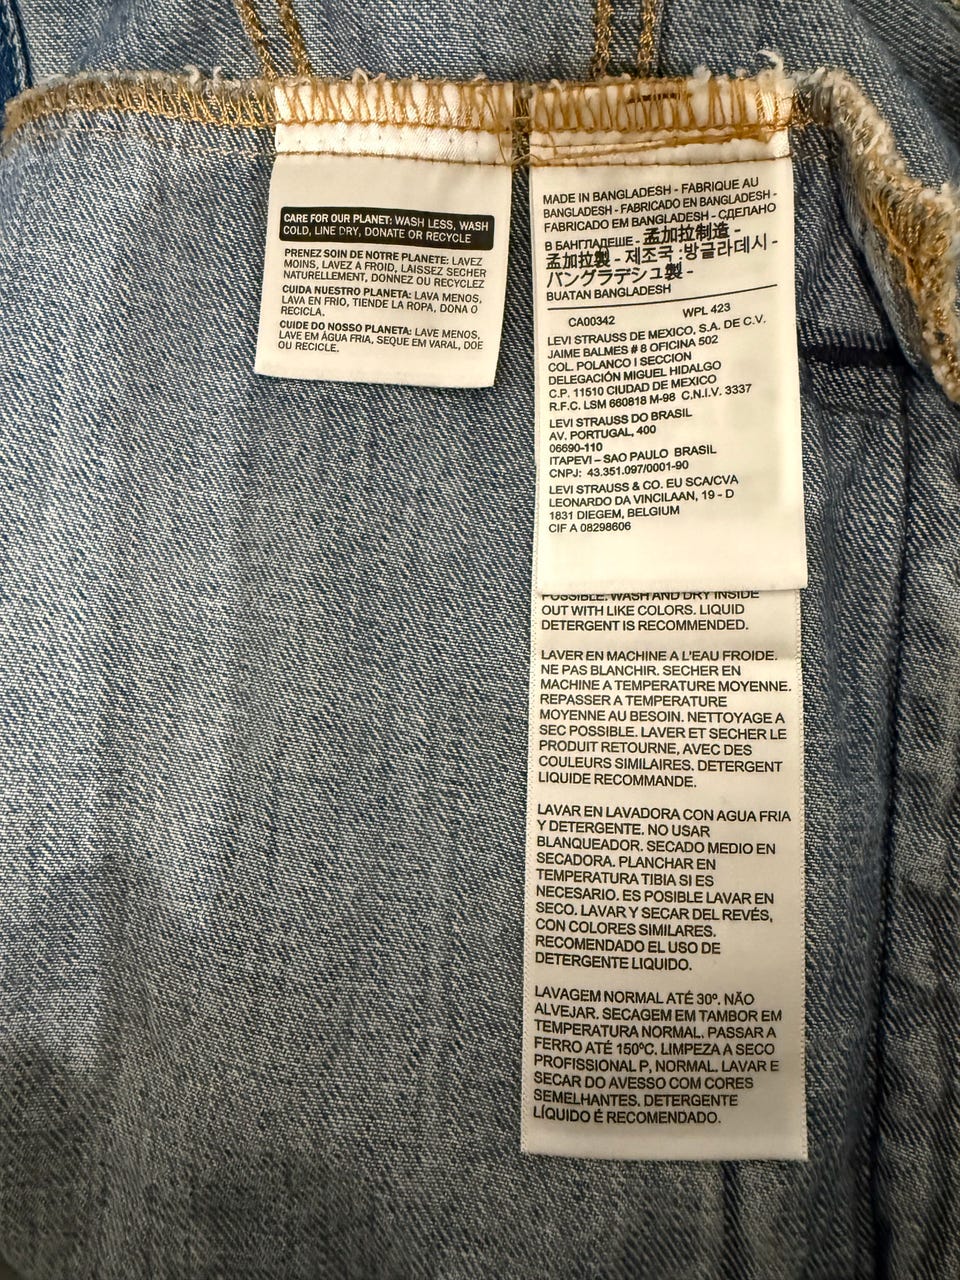 CARE FOR OUR PLANET: WASH LESS, WASH
COLD, LINE DRY, DONATE OR RECYCLE
PRENEZ SOIN DE NOTRE PLANETE: LAVEZ
MOINS, LAVEZ A FROID, LAISSEZ SECHER
NATURELLEMENT, DONNEZ OU RECYCLEZ
CUIDA NUESTRO PLANETA: LAVA MENOS,
LAVA EN FRIO, TIENDE LA ROPA, DONA O
RECICLA.
CUIDE DO NOSSO PLANETA: LAVE MENOS,
LAVE EM ÁGUA FRIA, SEQUE EM VARAL, DOE
OU RECICLE.
MADE IN BANGLADESH - FABRIQUE AU
BANGLADESH - FABRICADO EN BANGLADESH -
FABRICADO EM BANGLADESH - СДЕЛАНО
В БАНГЛАДЕШЕ - 孟加拉制造 -
孟加拉製 - 제조국 :방글라데시 -
バングラデシュ製 -
BUATAN BANGLADESH
CA00342 WPL 423
LEVI STRAUSS DE MEXICO, S.A. DE C.V.
JAIME BALMES # 8 OFICINA 502
COL. POLANCO I SECCION
DELEGACIÓN MIGUEL HIDALGO
C.P. 11510 CIUDAD DE MEXICO
R.F.C. LSM 660818 M-98 C.N.I.V. 3337
LEVI STRAUSS DO BRASIL
AV. PORTUGAL, 400
06690-110
ITAPEVI – SAO PAULO BRASIL
CNPJ: 43.351.097/0001-90
LEVI STRAUSS & CO. EU SCA/CVA
LEONARDO DA VINCILAAN, 19 - D
1831 DIEGEM, BELGIUM
CIF A 08298606
POSSIBLE. WASH AND DRY INSIDE
OUT WITH LIKE COLORS. LIQUID
DETERGENT IS RECOMMENDED.
LAVER EN MACHINE A L'EAU FROIDE.
NE PAS BLANCHIR. SECHER EN
MACHINE A TEMPERATURE MOYENNE.
REPASSER A TEMPERATURE
MOYENNE AU BESOIN. NETTOYAGE A
SEC POSSIBLE. LAVER ET SECHER LE
PRODUIT RETOURNE, AVEC DES
COULEURS SIMILAIRES. DETERGENT
LIQUIDE RECOMMANDE.
LAVAR EN LAVADORA CON AGUA FRIA
Y DETERGENTE. NO USAR
BLANQUEADOR. SECADO MEDIO EN
SECADORA. PLANCHAR EN
TEMPERATURA TIBIA SI ES
NECESARIO. ES POSIBLE LAVAR EN
SECO. LAVAR Y SECAR DEL REVÉS,
CON COLORES SIMILARES.
RECOMENDADO EL USO DE
DETERGENTE LIQUIDO.
LAVAGEM NORMAL ATÉ 30º. NÃO
ALVEJAR. SECAGEM EM TAMBOR EM
TEMPERATURA NORMAL. PASSAR A
FERRO ATÉ 150ºC. LIMPEZA A SECO
PROFISSIONAL P, NORMAL. LAVAR E
SECAR DO AVESSO COM CORES
SEMELHANTES. DETERGENTE
LÍQUIDO É RECOMENDADO.